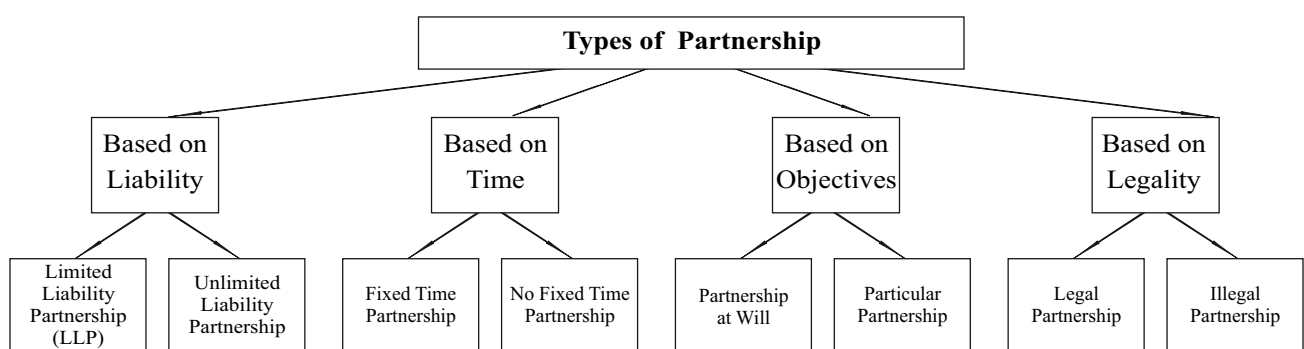 Types of Partnership
Based on
Liability
Based on
Time
Based on
Objectives
Based on
Legality
Limited
Liability
Partnership
(LLP)
Unlimited
Liability
Partnership
Fixed Time
Partnership
No Fixed Time
Partnership
Partnership
at Will
Particular
Partnership
Legal
Partnership
Illegal
Partnership